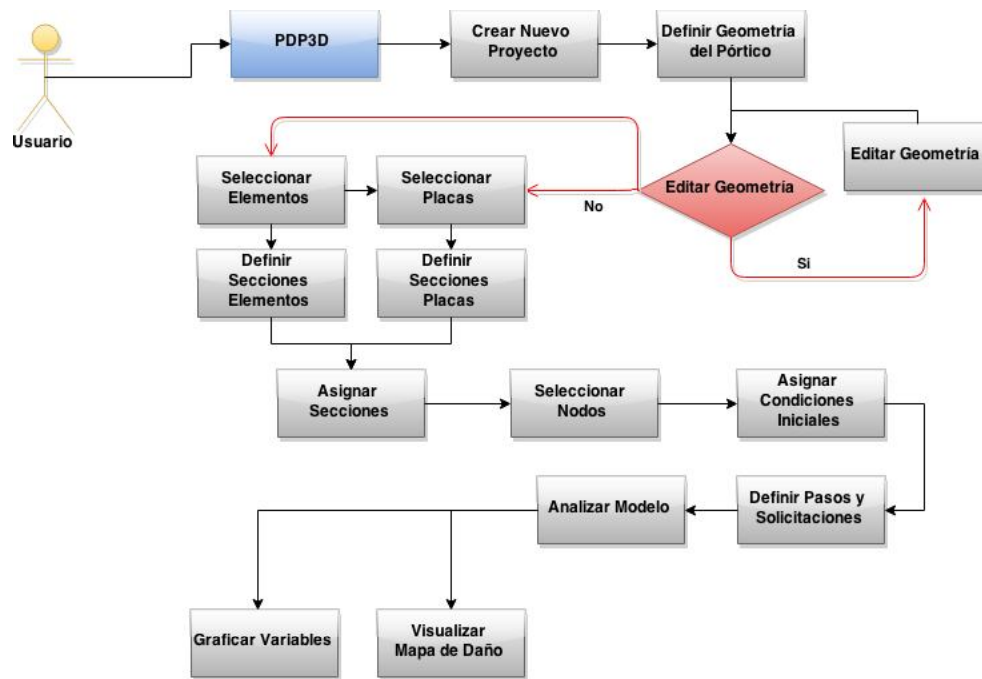 PDP3D
Crear Nuevo
Proyecto
Definir Geometría
del Pórtico
Usuario
Editar Geometría
Editar Geometría
Seleccionar
Elementos
Seleccionar
Placas
No
Si
Definir
Secciones
Elementos
Definir
Secciones
Placas
Asignar
Secciones
Seleccionar
Nodos
Asignar
Condiciones
Iniciales
Analizar Modelo
Definir Pasos y
Solicitaciones
Graficar Variables
Visualizar
Mapa de Daño